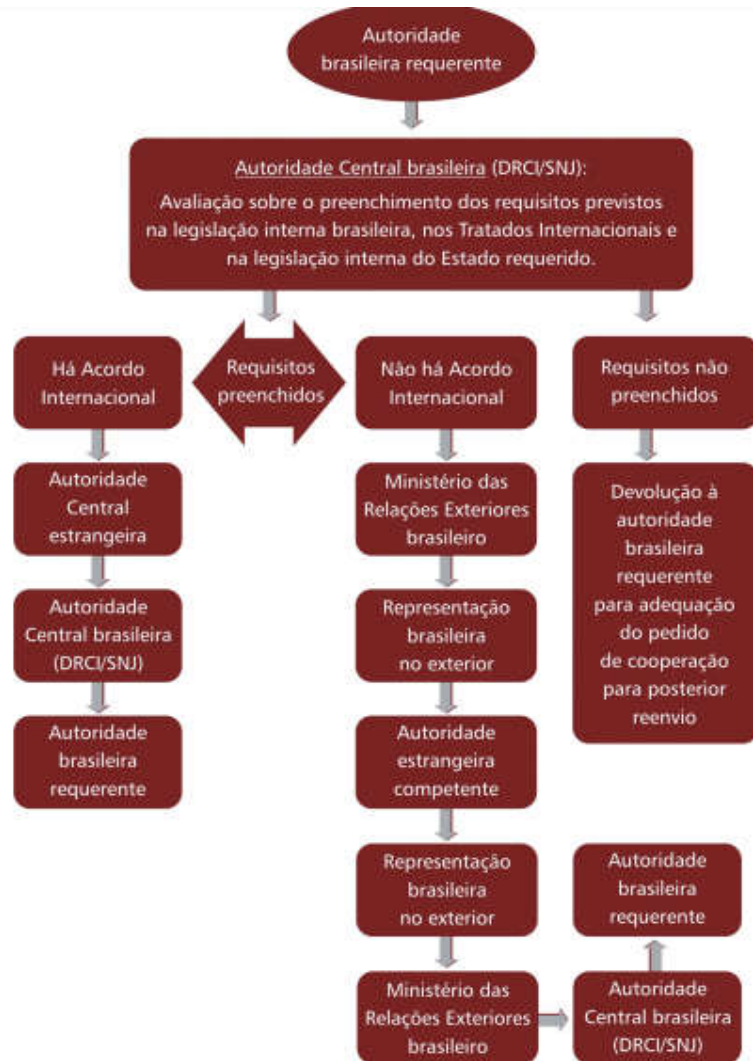 Autoridade
brasileira requerente
Autoridade Central brasileira (DRCI/SNJ):
Avaliação sobre o preenchimento dos requisitos previstos
na legislação interna brasileira, nos Tratados Internacionais e
na legislação interna do Estado requerido.
Há Acordo
Internacional
Requisitos
preenchidos
Não há Acordo
Internacional
Requisitos não
preenchidos
Autoridade
Central
estrangeira
Ministério das
Relações Exteriores
brasileiro
Devolução à
autoridade
brasileira
requerente
para adequação
do pedido
de cooperação
para posterior
reenvio
Autoridade
Central brasileira
(DRCI/SNJ)
Representação
brasileira
no exterior
Autoridade
brasileira
requerente
Autoridade
estrangeira
competente
Representação
brasileira
no exterior
Autoridade
brasileira
requerente
Ministério das
Relações Exteriores
brasileiro
Autoridade
Central brasileira
(DRCI/SNJ)